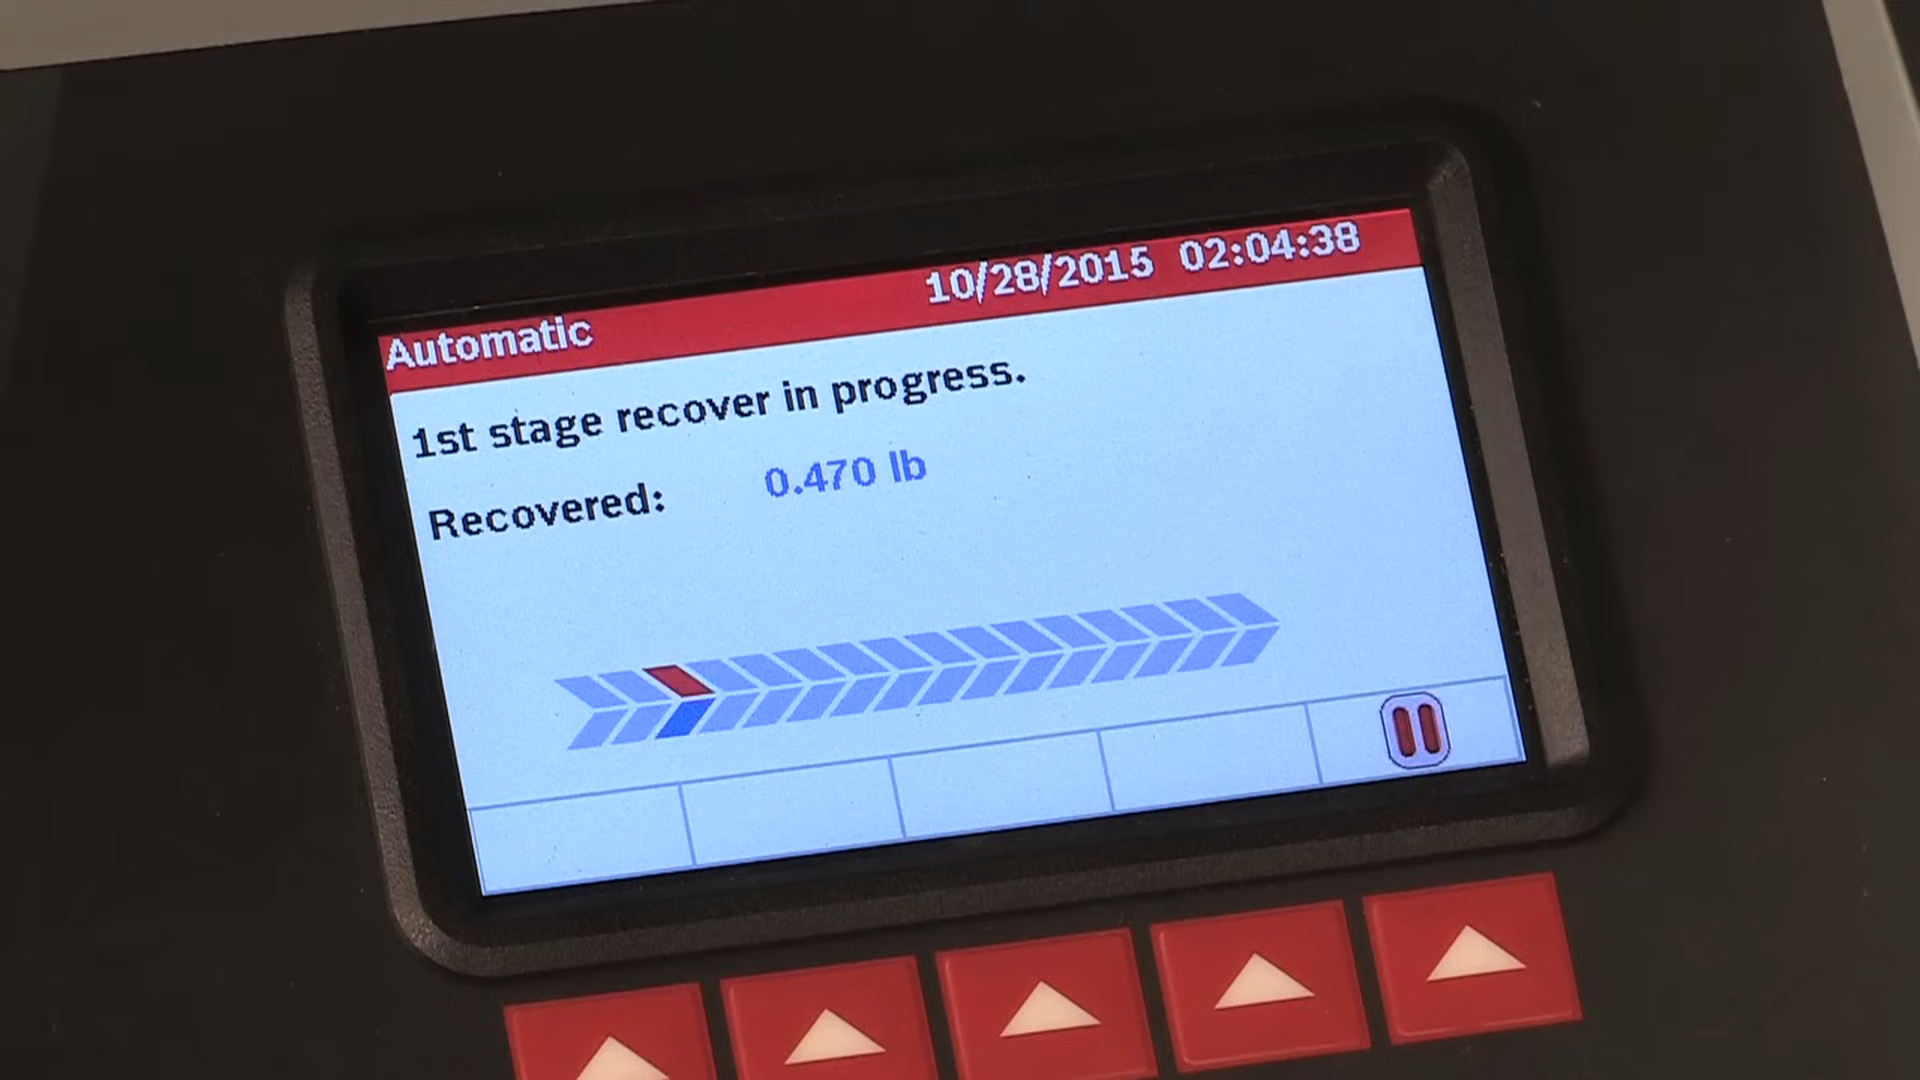 10/28/2015 02:04:38
Automatic
1st stage recover in progress.
Recovered: 0.470 lb